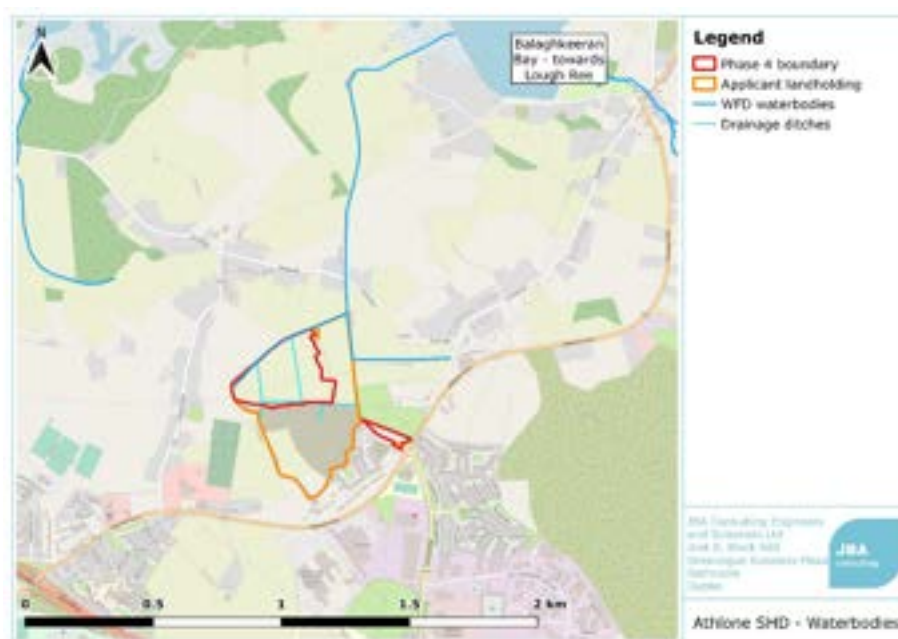 N
Balaghkeeran
Bay - towards
Lough Ree
Legend
Phase 4 boundary
Applicant landholding
WFD waterbodies
Drainage ditches
0 0.5 1 1.5 2 km
JBA Consulting Engineers
and Scientists Ltd
JBA
consulting
Athlone SHD - Waterbodies